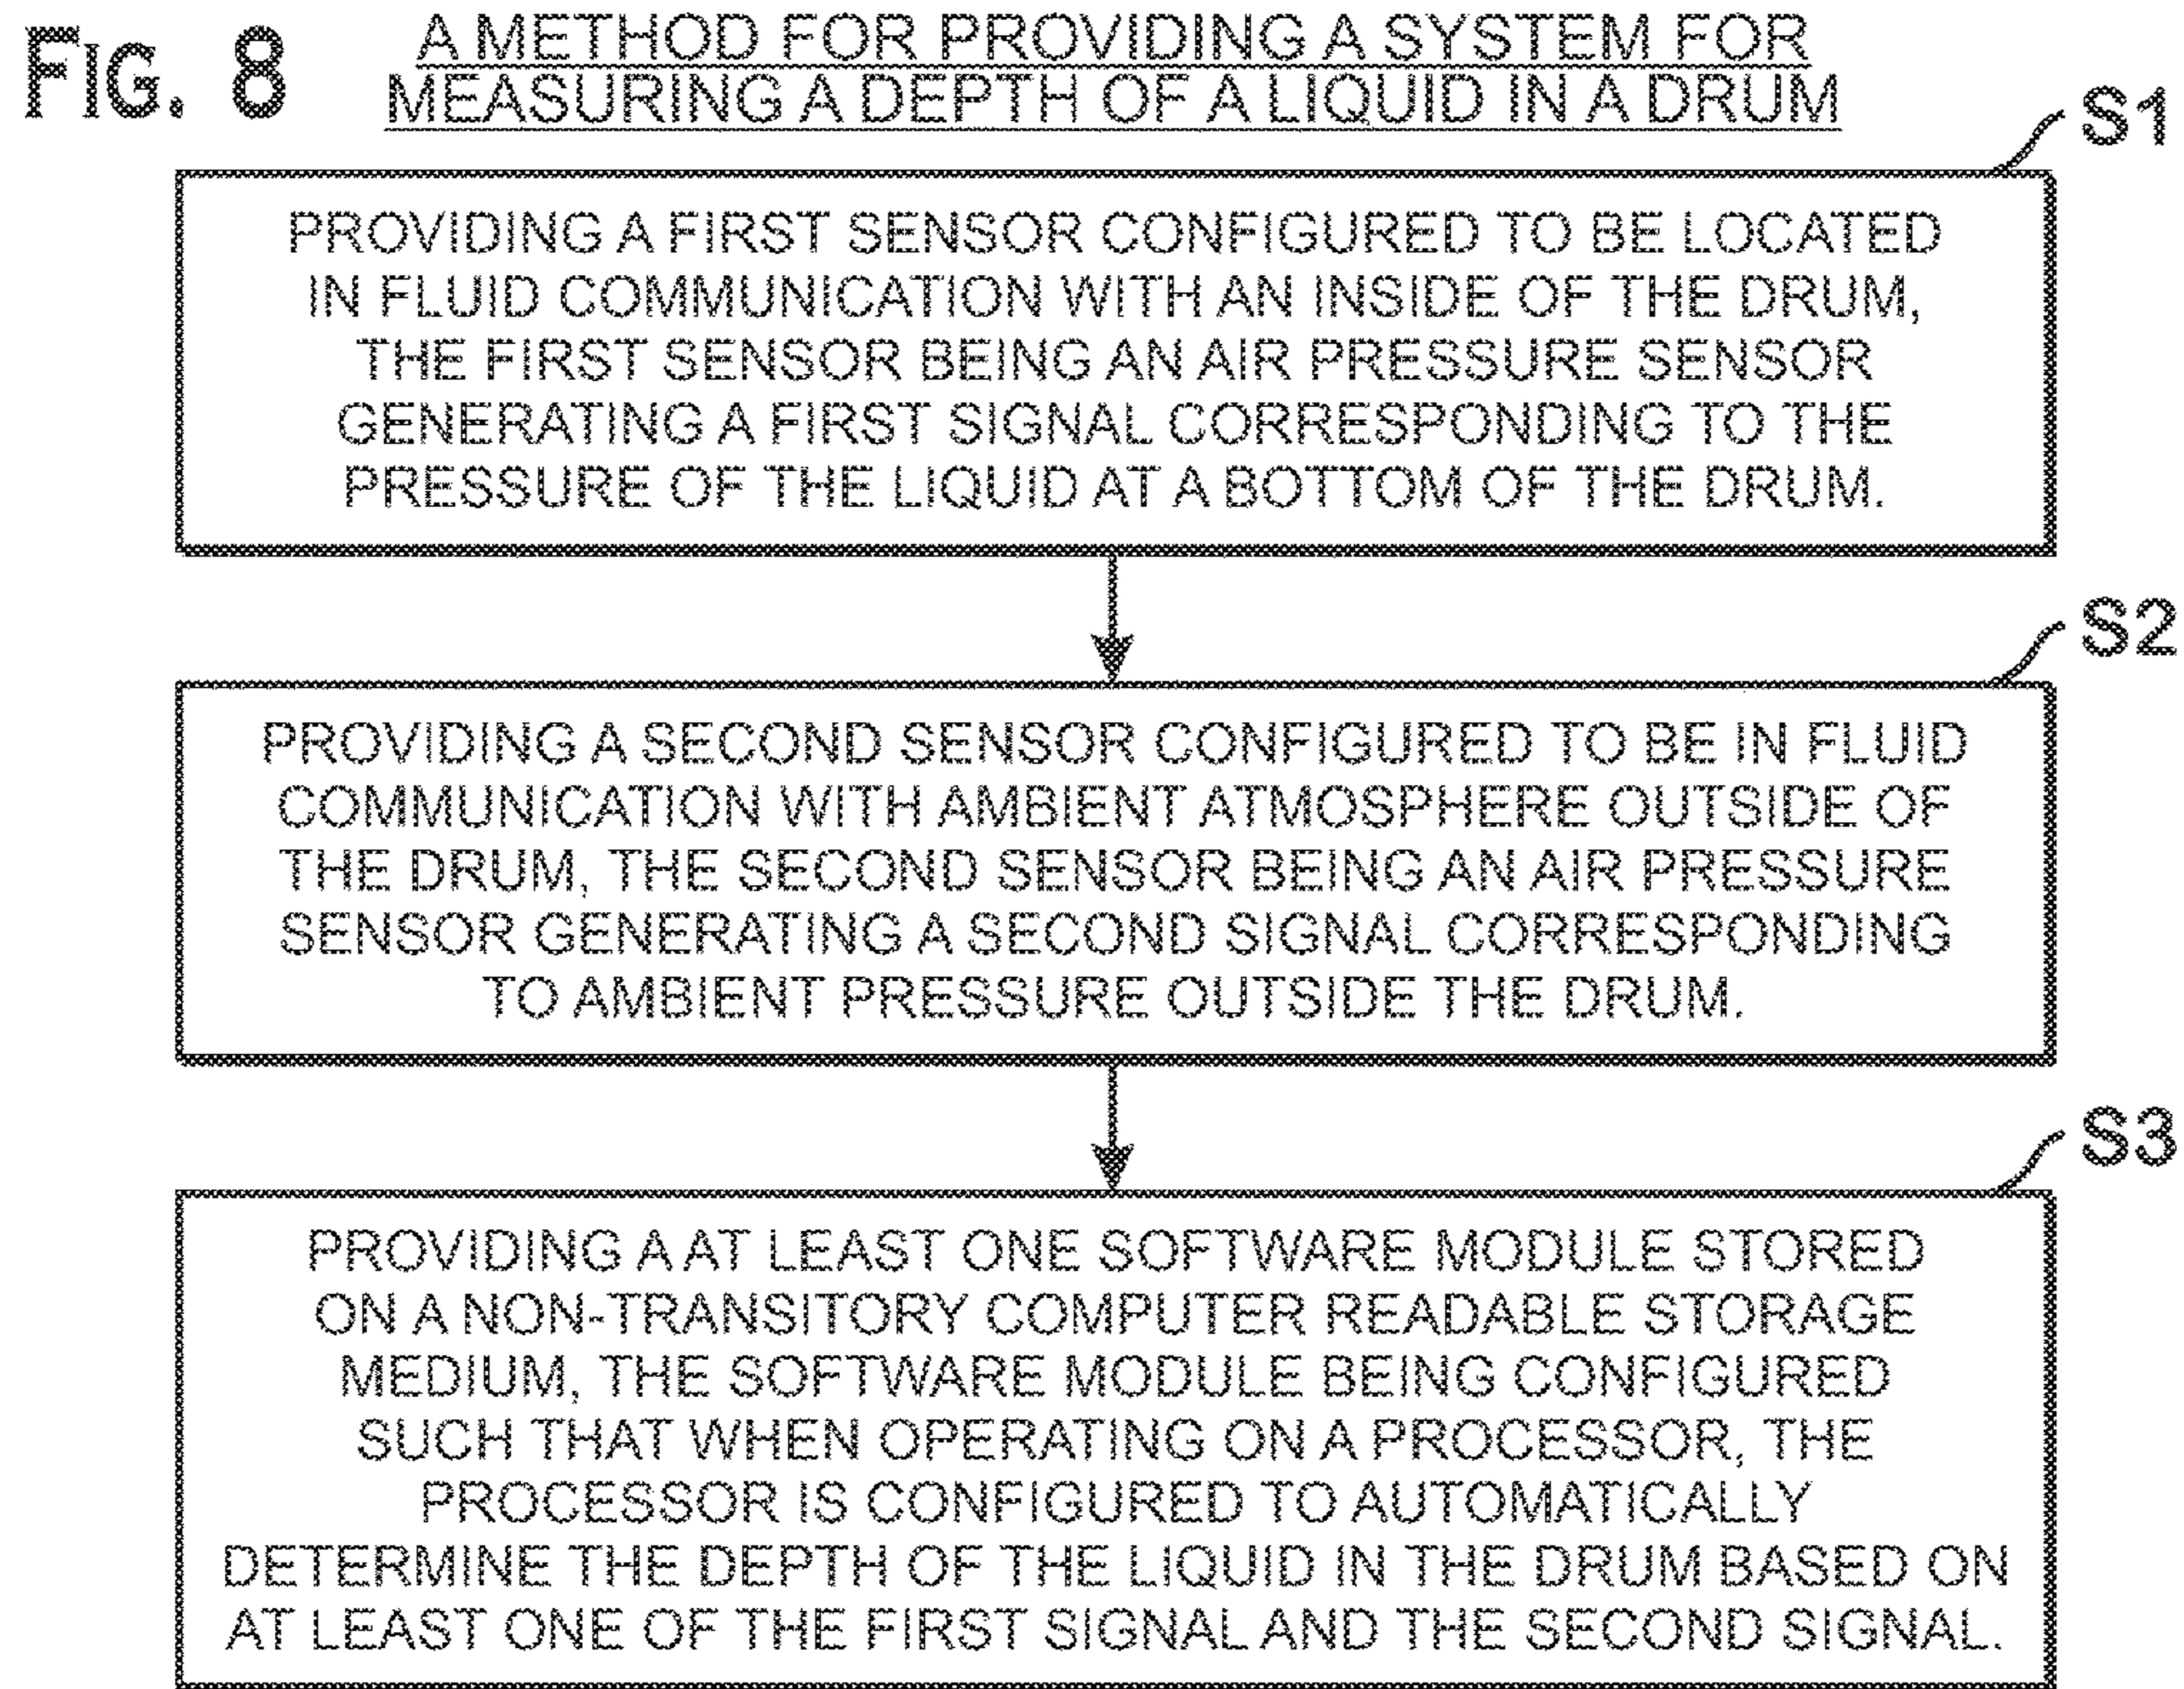 FIG. 8
A METHOD FOR PROVIDING A SYSTEM FOR
MEASURING A DEPTH OF A LIQUID IN A DRUM
S1
PROVIDING A FIRST SENSOR CONFIGURED TO BE LOCATED
IN FLUID COMMUNICATION WITH AN INSIDE OF THE DRUM,
THE FIRST SENSOR BEING AN AIR PRESSURE SENSOR
GENERATING A FIRST SIGNAL CORRESPONDING TO THE
PRESSURE OF THE LIQUID AT A BOTTOM OF THE DRUM.
S2
PROVIDING A SECOND SENSOR CONFIGURED TO BE IN FLUID
COMMUNICATION WITH AMBIENT ATMOSPHERE OUTSIDE OF
THE DRUM, THE SECOND SENSOR BEING AN AIR PRESSURE
SENSOR GENERATING A SECOND SIGNAL CORRESPONDING
TO AMBIENT PRESSURE OUTSIDE THE DRUM.
S3
PROVIDING A AT LEAST ONE SOFTWARE MODULE STORED
ON A NON-TRANSITORY COMPUTER READABLE STORAGE
MEDIUM, THE SOFTWARE MODULE BEING CONFIGURED
SUCH THAT WHEN OPERATING ON A PROCESSOR, THE
PROCESSOR IS CONFIGURED TO AUTOMATICALLY
DETERMINE THE DEPTH OF THE LIQUID IN THE DRUM BASED ON
AT LEAST ONE OF THE FIRST SIGNAL AND THE SECOND SIGNAL.